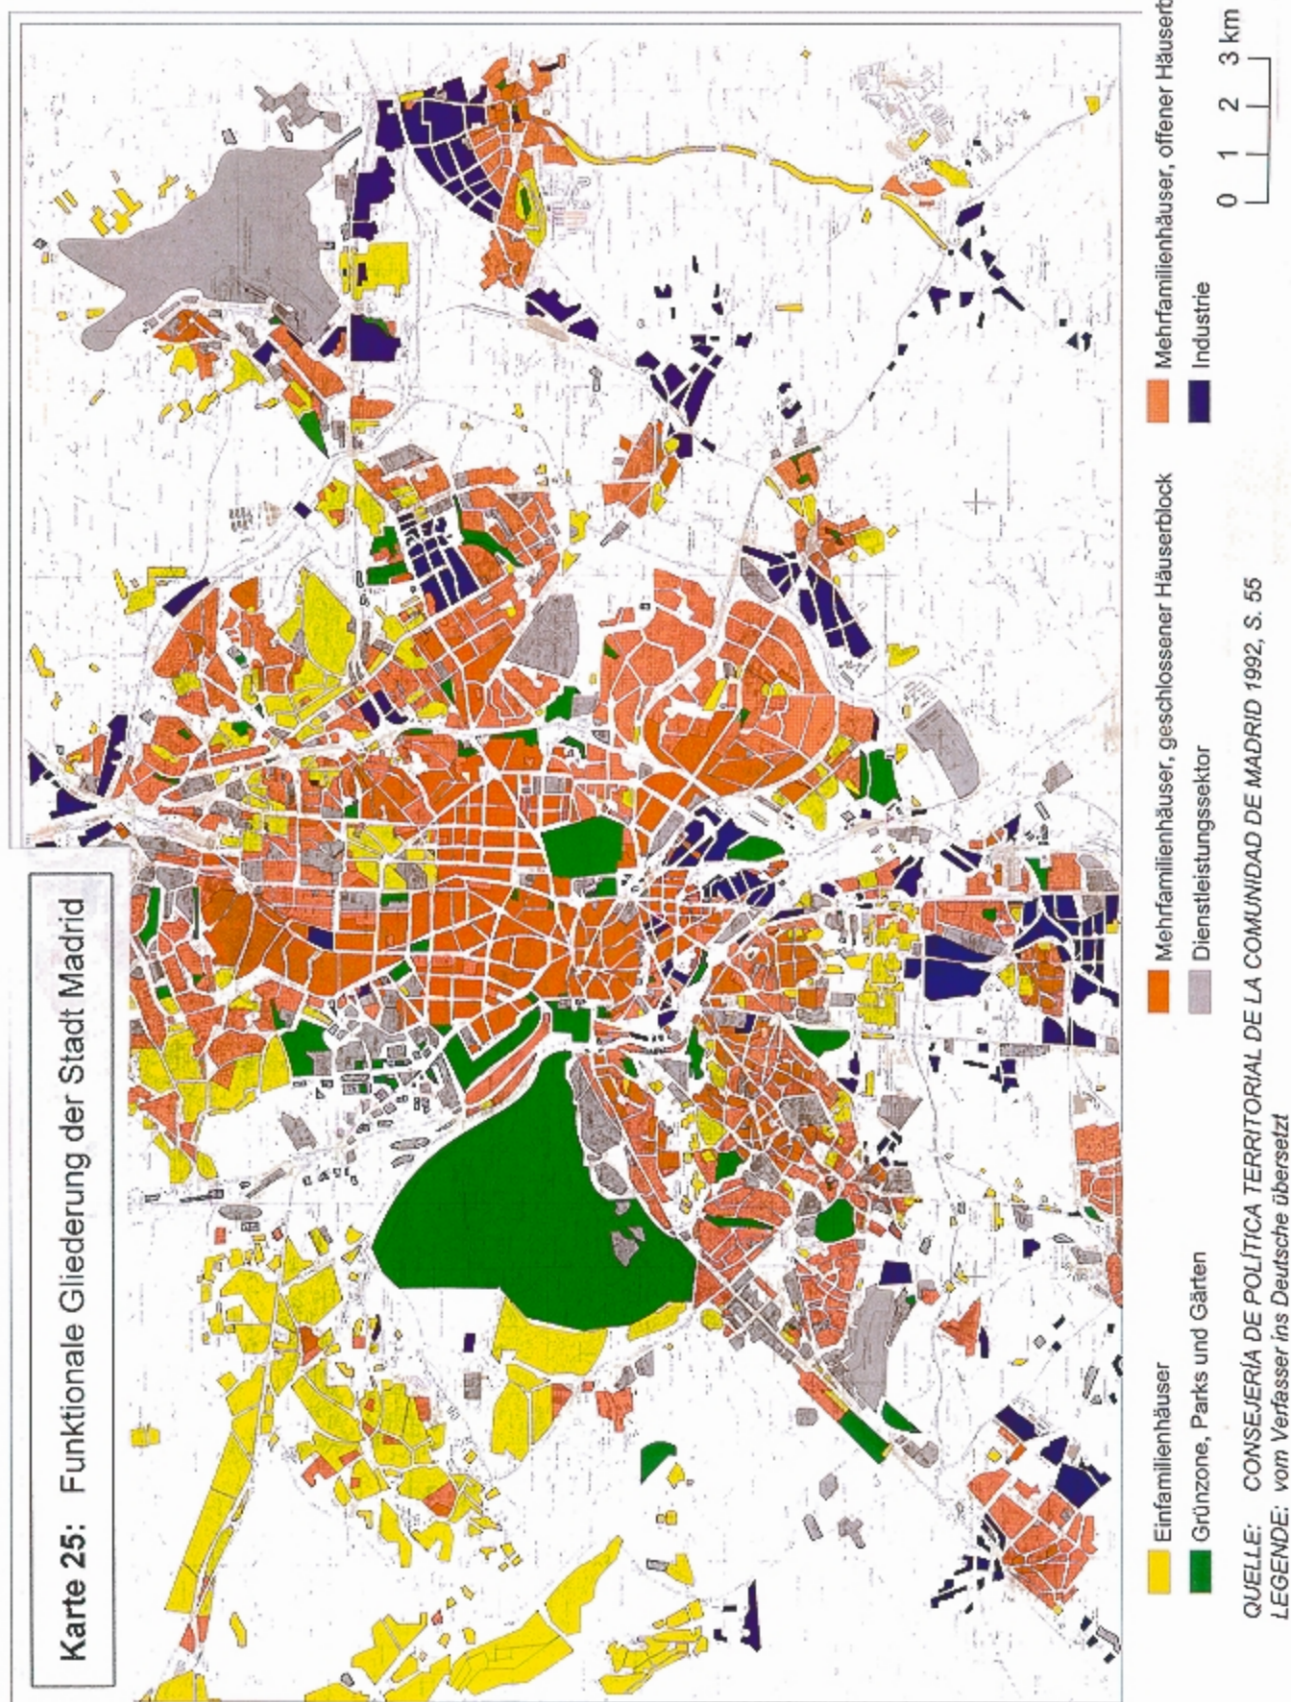 Karte 25: Funktionale Gliederung der Stadt Madrid
Einfamilienhäuser
Mehrfamilienhäuser, geschlossener Häuserblock
Mehrfamilienhäuser, offener Häuserb
Grünzone, Parks und Gärten
Dienstleistungssektor
Industrie
0 1 2 3 km
QUELLE: CONSEJERÍA DE POLÍTICA TERRITORIAL DE LA COMUNIDAD DE MADRID 1992, S. 55
LEGENDE: vom Verfasser ins Deutsche übersetzt